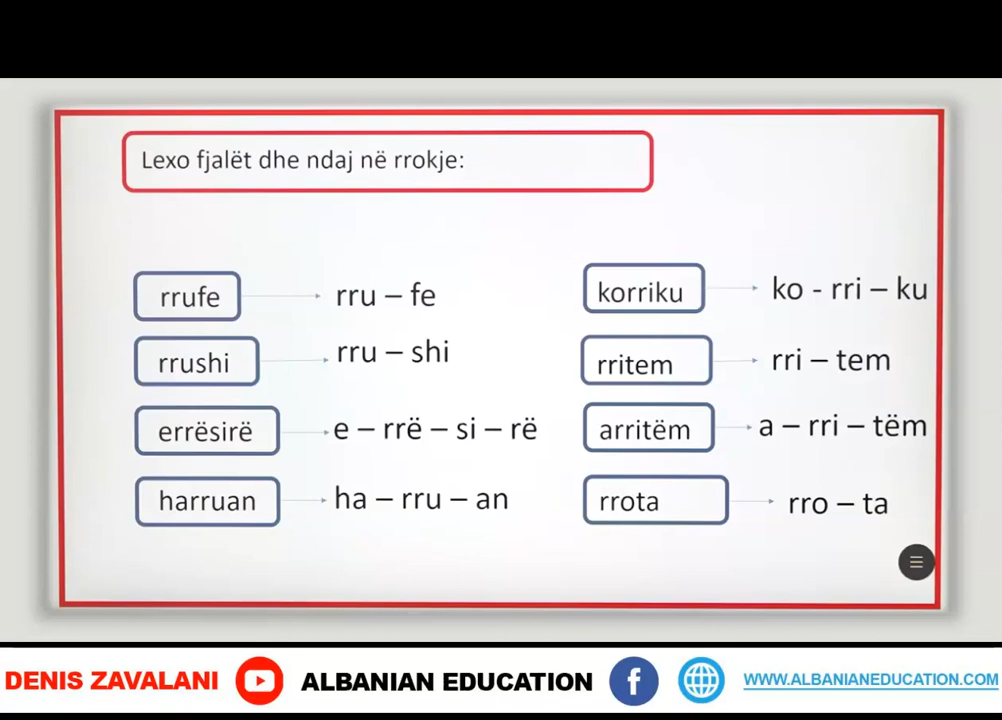 Lexo fjalët dhe ndaj në rrokje:
rrufe rru – fe
rrushi rru – shi
errësirë e – rrë – si – rë
harruan ha – rru – an
korriku ko - rri – ku
rritem rri – tem
arritëm a – rri – tëm
rrota rro – ta
DENIS ZAVALANI ALBANIAN EDUCATION WWW.ALBANIANEDUCATION.COM